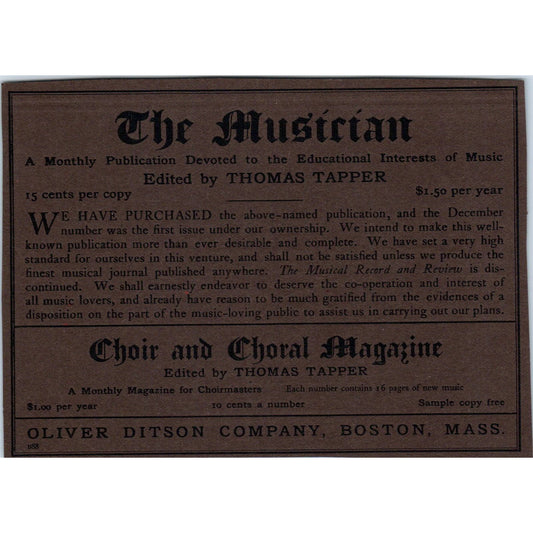 The Musician
A Monthly Publication Devoted to the Educational Interests of Music
Edited by THOMAS TAPPER
15 cents per copy $1.50 per year
WE HAVE PURCHASED the above-named publication, and the December
number was the first issue under our ownership. We intend to make this well-
known publication more than ever desirable and complete. We have set a very high
standard for ourselves in this venture, and shall not be satisfied unless we produce the
finest musical journal published anywhere. The Musical Record and Review is dis-
continued. We shall earnestly endeavor to deserve the co-operation and interest of
all music lovers, and already have reason to be much gratified from the evidences of a
disposition on the part of the music-loving public to assist us in carrying out our plans.
Choir and Choral Magazine
Edited by THOMAS TAPPER
A Monthly Magazine for Choirmasters Each number contains 16 pages of new music
$1.00 per year 10 cents a number Sample copy free
OLIVER DITSON COMPANY, BOSTON, MASS.